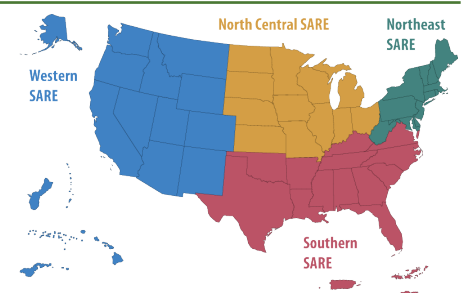 North Central SARE
Northeast
SARE
Western
SARE
Southern
SARE